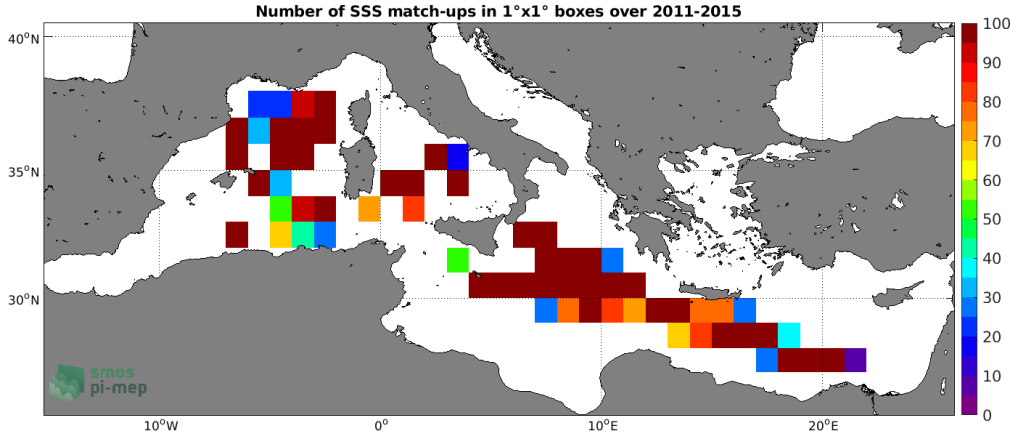 Number of SSS match-ups in 1°x1° boxes over 2011-2015
40°N
35°N
30°N
10°W
0°
10°E
20°E
100
90
80
70
60
50
40
30
20
10
0
smos
pi-mep